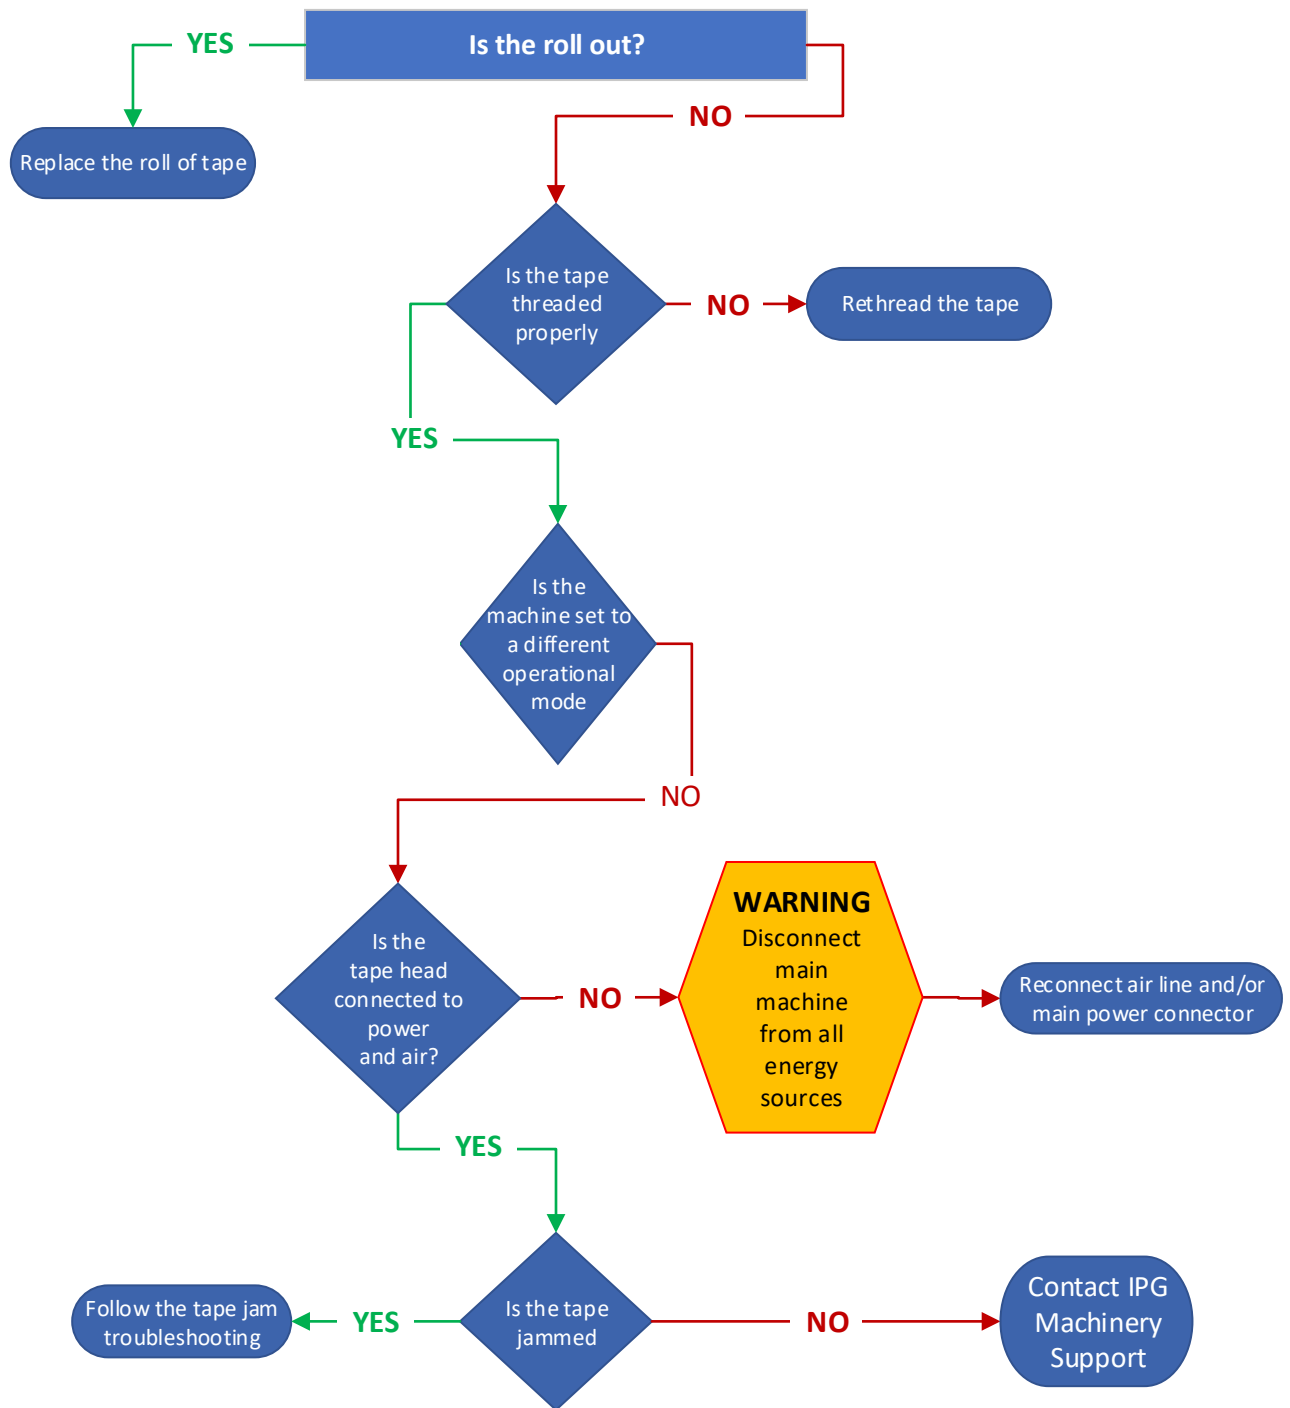 YES
Is the roll out?
NO
Replace the roll of tape
Is the tape
threaded
properly
NO
Rethread the tape
YES
Is the
machine set to
a different
operational
mode
NO
Is the
tape head
connected to
power
and air?
NO
WARNING
Disconnect
main
machine
from all
energy
sources
Reconnect air line and/or
main power connector
YES
Follow the tape jam
troubleshooting
YES
Is the tape
jammed
NO
Contact IPG
Machinery
Support